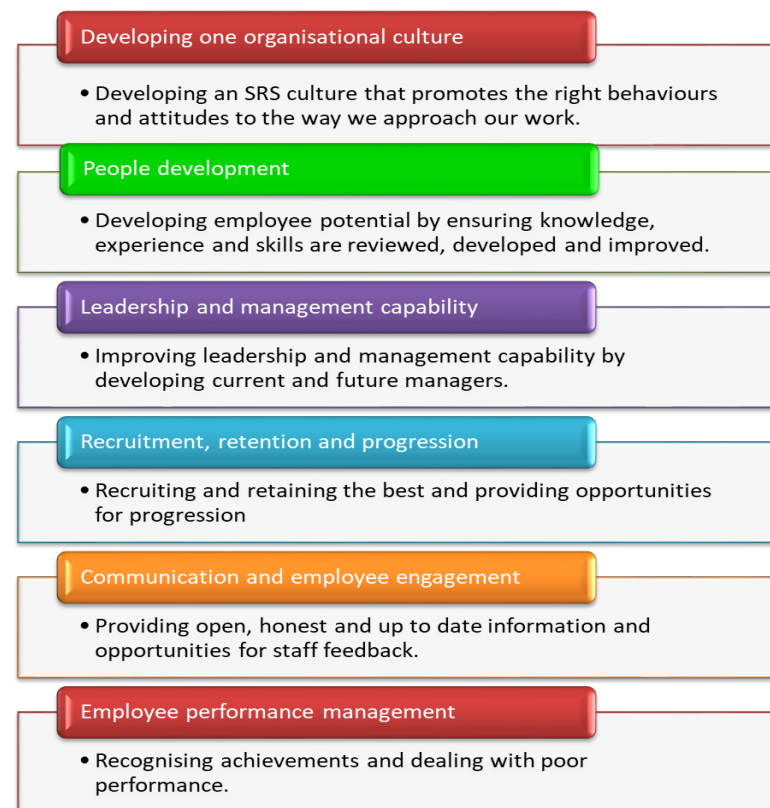 Developing one organisational culture
• Developing an SRS culture that promotes the right behaviours
and attitudes to the way we approach our work.
People development
• Developing employee potential by ensuring knowledge,
experience and skills are reviewed, developed and improved.
Leadership and management capability
• Improving leadership and management capability by
developing current and future managers.
Recruitment, retention and progression
• Recruiting and retaining the best and providing opportunities
for progression
Communication and employee engagement
• Providing open, honest and up to date information and
opportunities for staff feedback.
Employee performance management
• Recognising achievements and dealing with poor
performance.